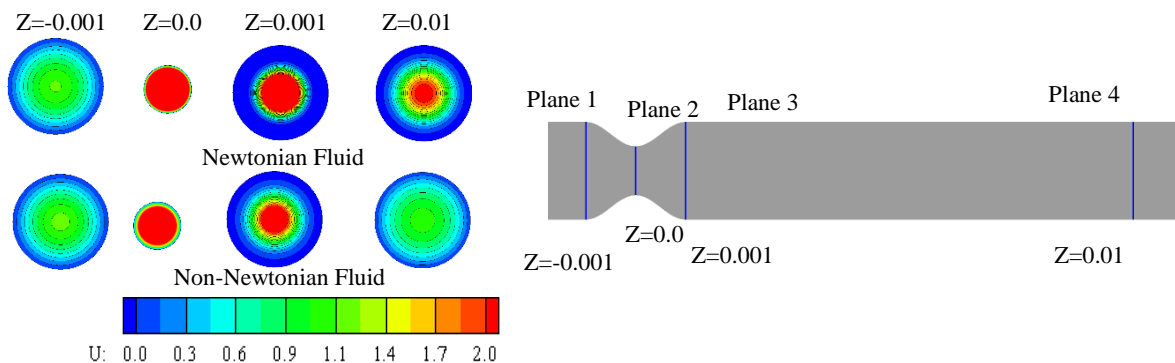 Z=-0.001 Z=0.0 Z=0.001 Z=0.01
Newtonian Fluid
Non-Newtonian Fluid
U: 0.0 0.3 0.6 0.9 1.1 1.4 1.7 2.0
Plane 1 Plane 2 Plane 3 Plane 4
Z=0.0
Z=-0.001 Z=0.001 Z=0.01